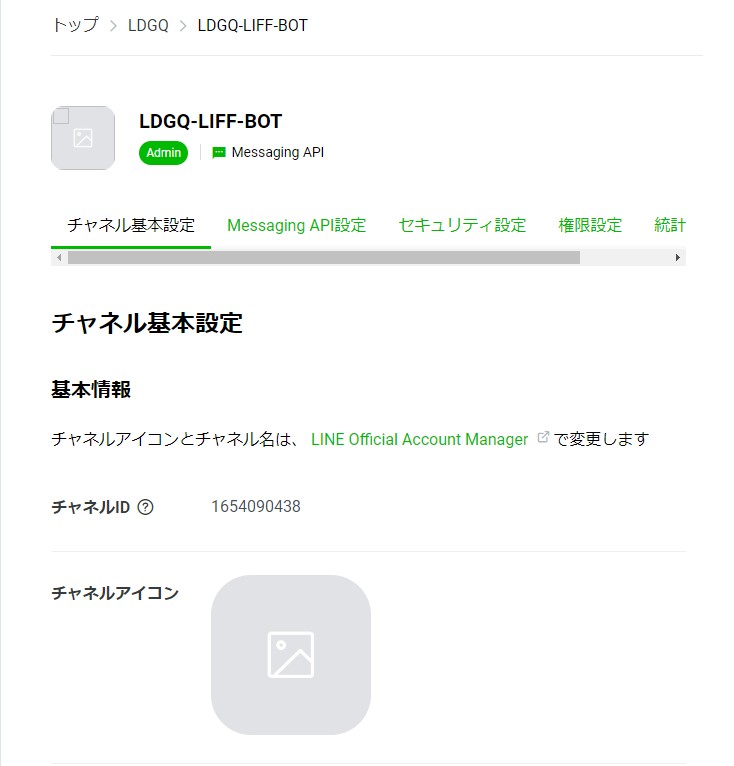 トップ > LDGQ > LDGQ-LIFF-BOT
LDGQ-LIFF-BOT
Admin Messaging API
チャネル基本設定 Messaging API設定 セキュリティ設定 権限設定 統計
チャネル基本設定
基本情報
チャネルアイコンとチャネル名は、 LINE Official Account Manager で変更します
チャネルID ? 1654090438
チャネルアイコン